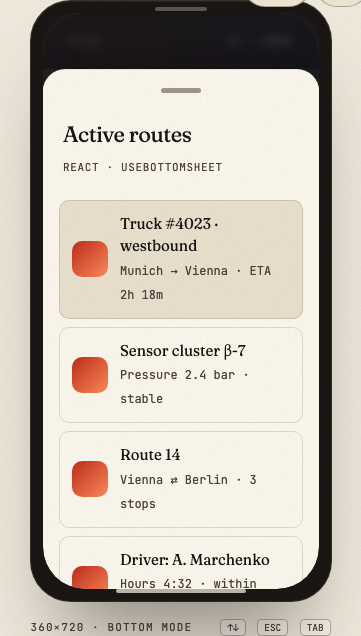 Active routes
REACT · USEBOTTOMSHEET
Truck #4023 ·
westbound
Munich → Vienna · ETA
2h 18m
Sensor cluster β-7
Pressure 2.4 bar ·
stable
Route 14
Vienna ⇄ Berlin · 3
stops
Driver: A. Marchenko
Hours 4:32 · within
360×720 · BOTTOM MODE ↑↓ ESC TAB